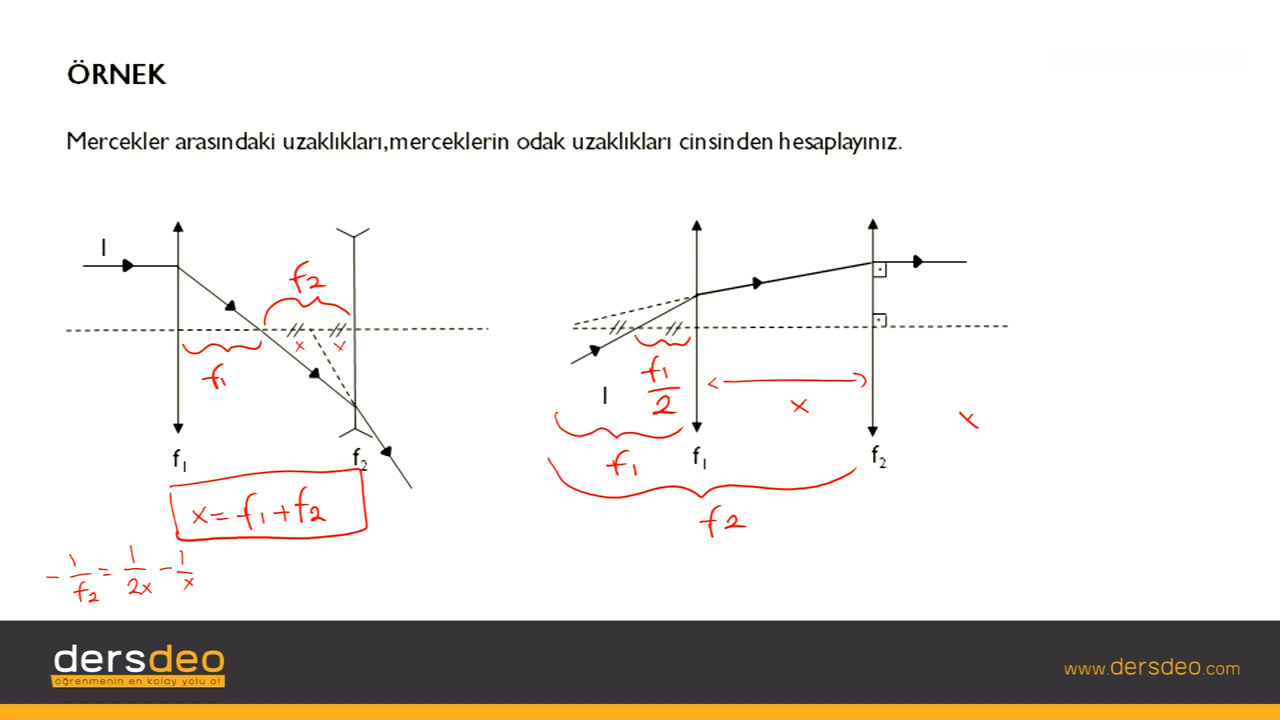 ÖRNEK
Mercekler arasındaki uzaklıkları,merceklerin odak uzaklıkları cinsinden hesaplayınız.
I
f2
x x
f1
f1
f2
x = f1 + f2
- 1/f2 = 1/2x - 1/x
I
f1/2
x
x
f1
f1
f2
f2
dersdeo
öğrenmenin en kolay yolu o!
www.dersdeo.com